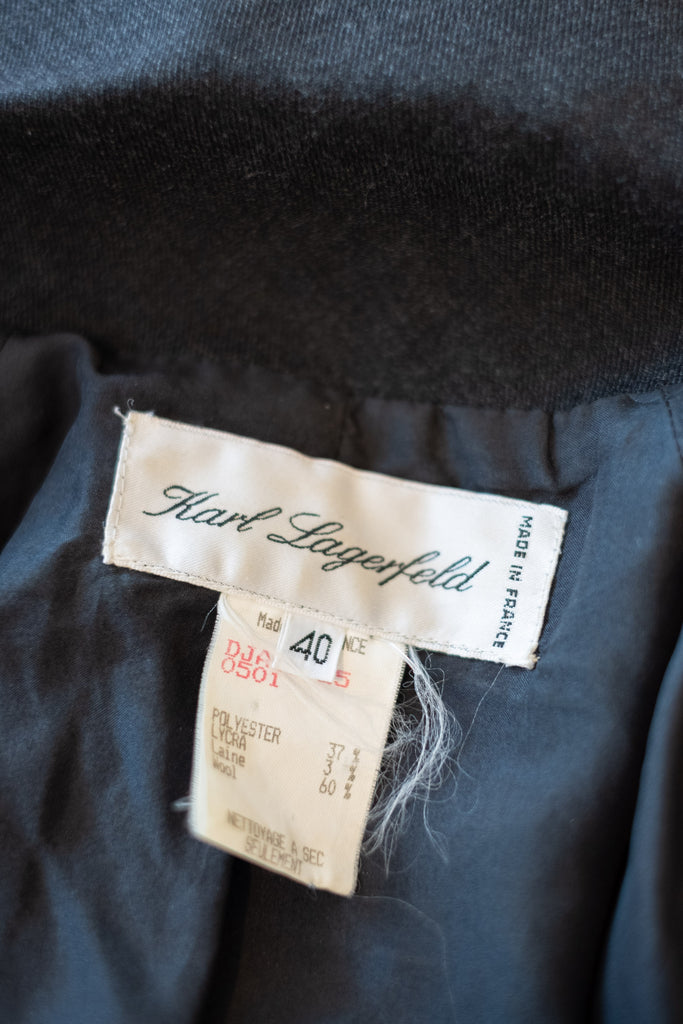 Karl Lagerfeld
MADE IN FRANCE
40
POLYESTER 37 %
LYCRA 3 %
Laine
Wool 60 %
NETTOYAGE A SEC
SEULEMENT